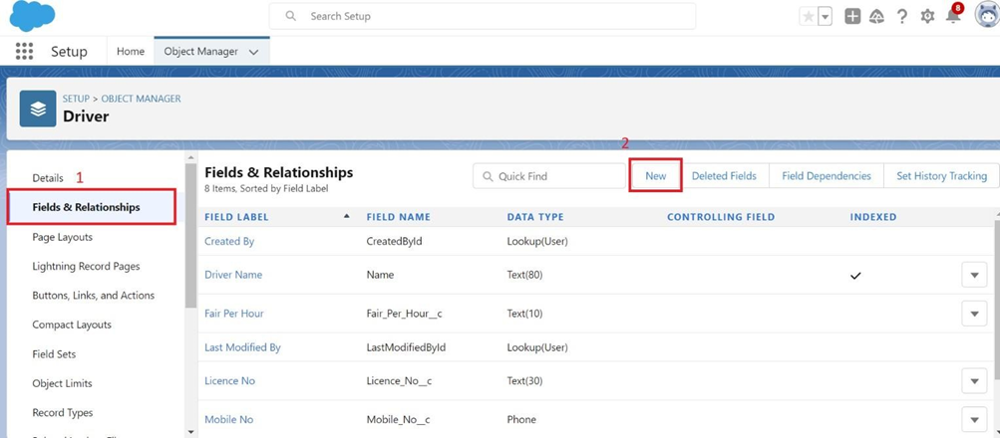 Search Setup
8
Setup Home Object Manager
SETUP > OBJECT MANAGER
Driver
2
Details 1
Fields & Relationships
Page Layouts
Lightning Record Pages
Buttons, Links, and Actions
Compact Layouts
Field Sets
Object Limits
Record Types
Fields & Relationships
8 Items, Sorted by Field Label
Quick Find New Deleted Fields Field Dependencies Set History Tracking
FIELD LABEL FIELD NAME DATA TYPE CONTROLLING FIELD INDEXED
Created By CreatedById Lookup(User)
Driver Name Name Text(80)
Fair Per Hour Fair_Per_Hour__c Text(10)
Last Modified By LastModifiedById Lookup(User)
Licence No Licence_No__c Text(30)
Mobile No Mobile_No__c Phone